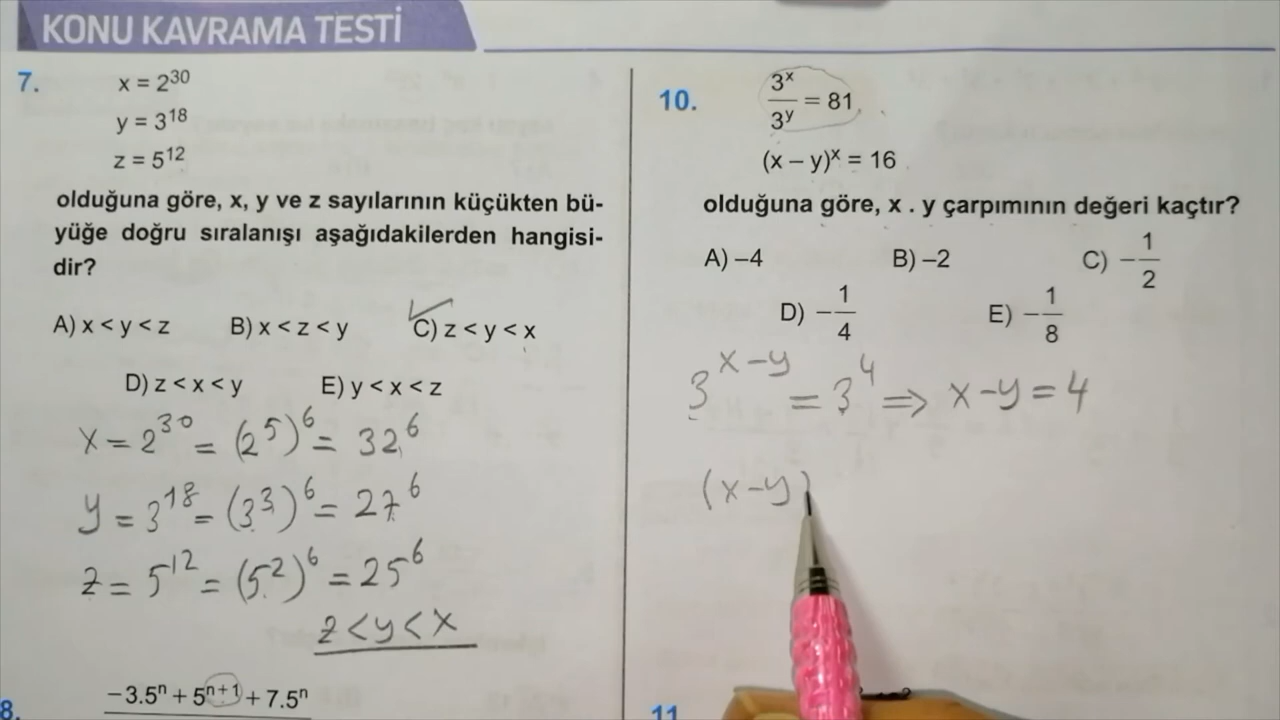 KONU KAVRAMA TESTİ
7.
x = 2^30
y = 3^18
z = 5^12
olduğuna göre, x, y ve z sayılarının küçükten bü-
yüğe doğru sıralanışı aşağıdakilerden hangisi-
dir?
A) x < y < z B) x < z < y C) z < y < x
D) z < x < y E) y < x < z
x = 2^30 = (2^5)^6 = 32^6
y = 3^18 = (3^3)^6 = 27^6
z = 5^12 = (5^2)^6 = 25^6
z < y < x
8.
−3.5^n + 5^(n+1) + 7.5^n
10.
3^x / 3^y = 81
(x − y)^x = 16
olduğuna göre, x . y çarpımının değeri kaçtır?
A) −4 B) −2 C) −1/2
D) −1/4 E) −1/8
3^(x−y) = 3^4 ⇒ x−y = 4
(x−y)
11